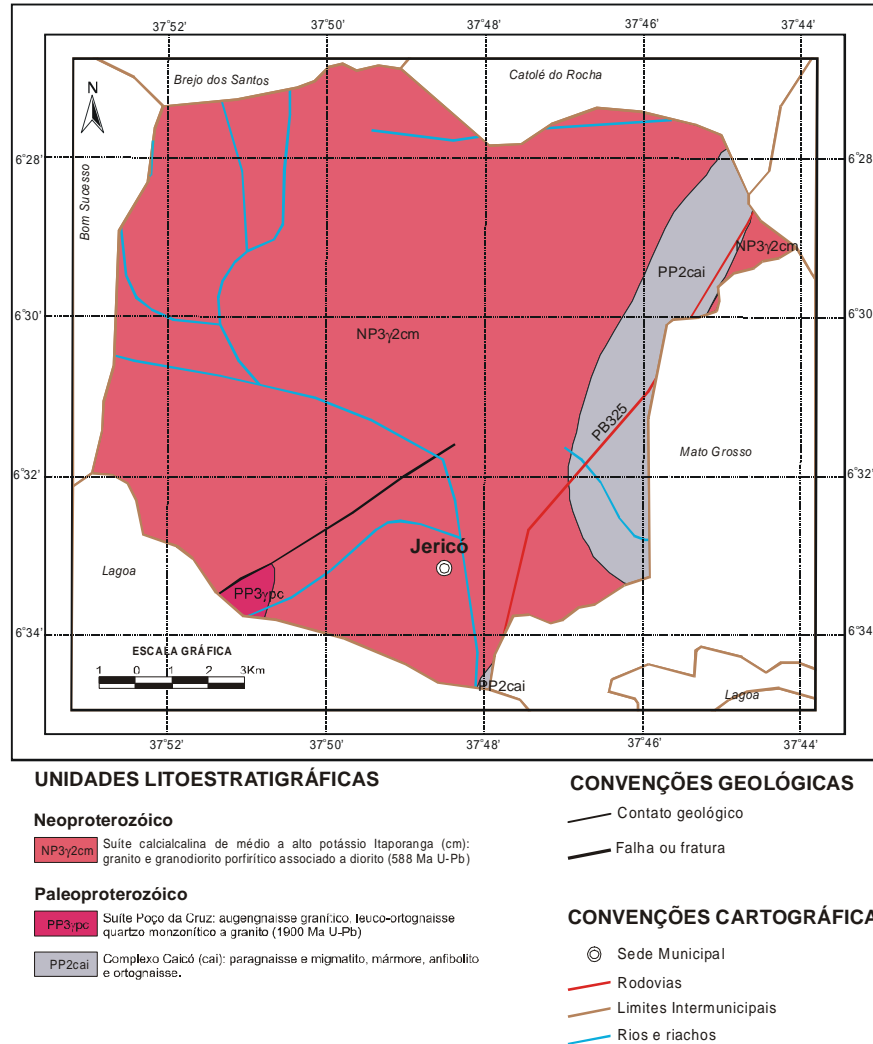 37°52'
37°50'
37°48'
37°46'
37°44'
Brejo dos Santos
Catolé do Rocha
N
6°28'
6°28'
Bom Sucesso
NP3γ2cm
PP2cai
6°30'
6°30'
NP3γ2cm
PB325
Mato Grosso
6°32'
6°32'
Jericó
Lagoa
PP3γpc
6°34'
6°34'
ESCALA GRÁFICA
1 0 1 2 3Km
PP2cai
Lagoa
37°52'
37°50'
37°48'
37°46'
37°44'
UNIDADES LITOESTRATIGRÁFICAS
Neoproterozóico
NP3γ2cm
Suíte calcialcalina de médio a alto potássio Itaporanga (cm):
granito e granodiorito porfirítico associado a diorito (588 Ma U-Pb)
Paleoproterozóico
PP3γpc
Suíte Poço da Cruz: augengnaisse granítico, leuco-ortognaisse
quartzo monzonítico a granito (1900 Ma U-Pb)
PP2cai
Complexo Caicó (cai): paragnaisse e migmatito, mármore, anfibolito
e ortognaisse.
CONVENÇÕES GEOLÓGICAS
Contato geológico
Falha ou fratura
CONVENÇÕES CARTOGRÁFICA
Sede Municipal
Rodovias
Limites Intermunicipais
Rios e riachos